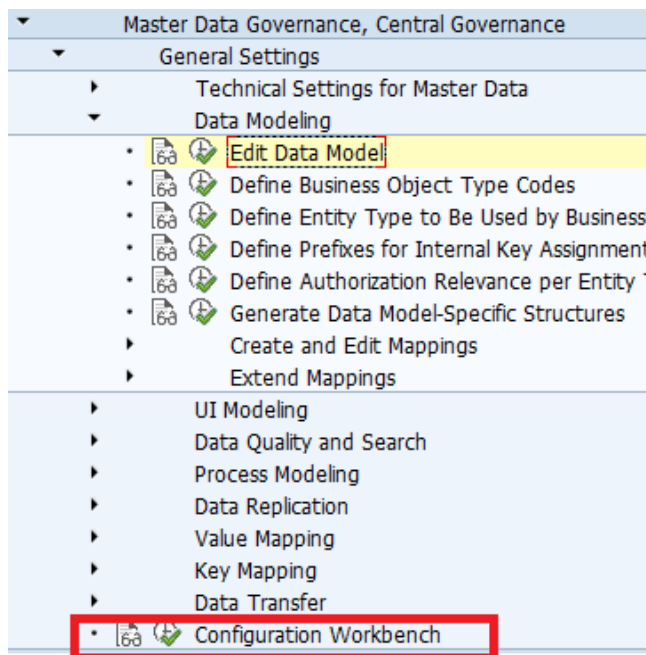 Master Data Governance, Central Governance
General Settings
Technical Settings for Master Data
Data Modeling
Edit Data Model
Define Business Object Type Codes
Define Entity Type to Be Used by Business
Define Prefixes for Internal Key Assignment
Define Authorization Relevance per Entity
Generate Data Model-Specific Structures
Create and Edit Mappings
Extend Mappings
UI Modeling
Data Quality and Search
Process Modeling
Data Replication
Value Mapping
Key Mapping
Data Transfer
Configuration Workbench